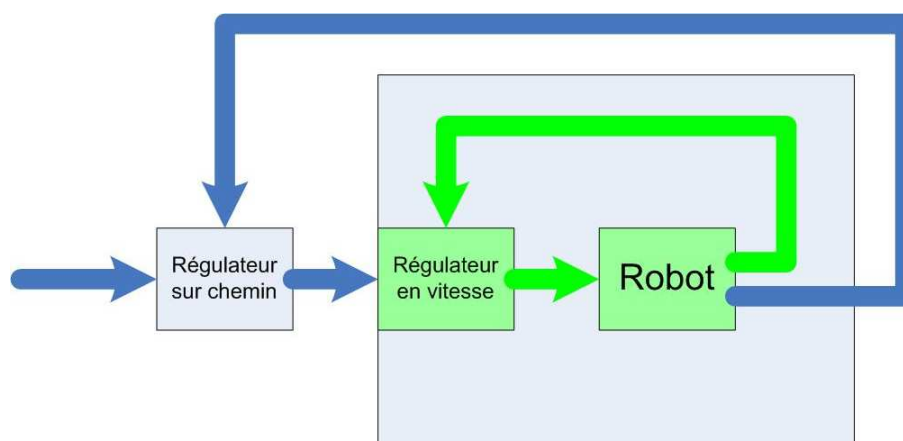 Régulateur
sur chemin
Régulateur
en vitesse
Robot